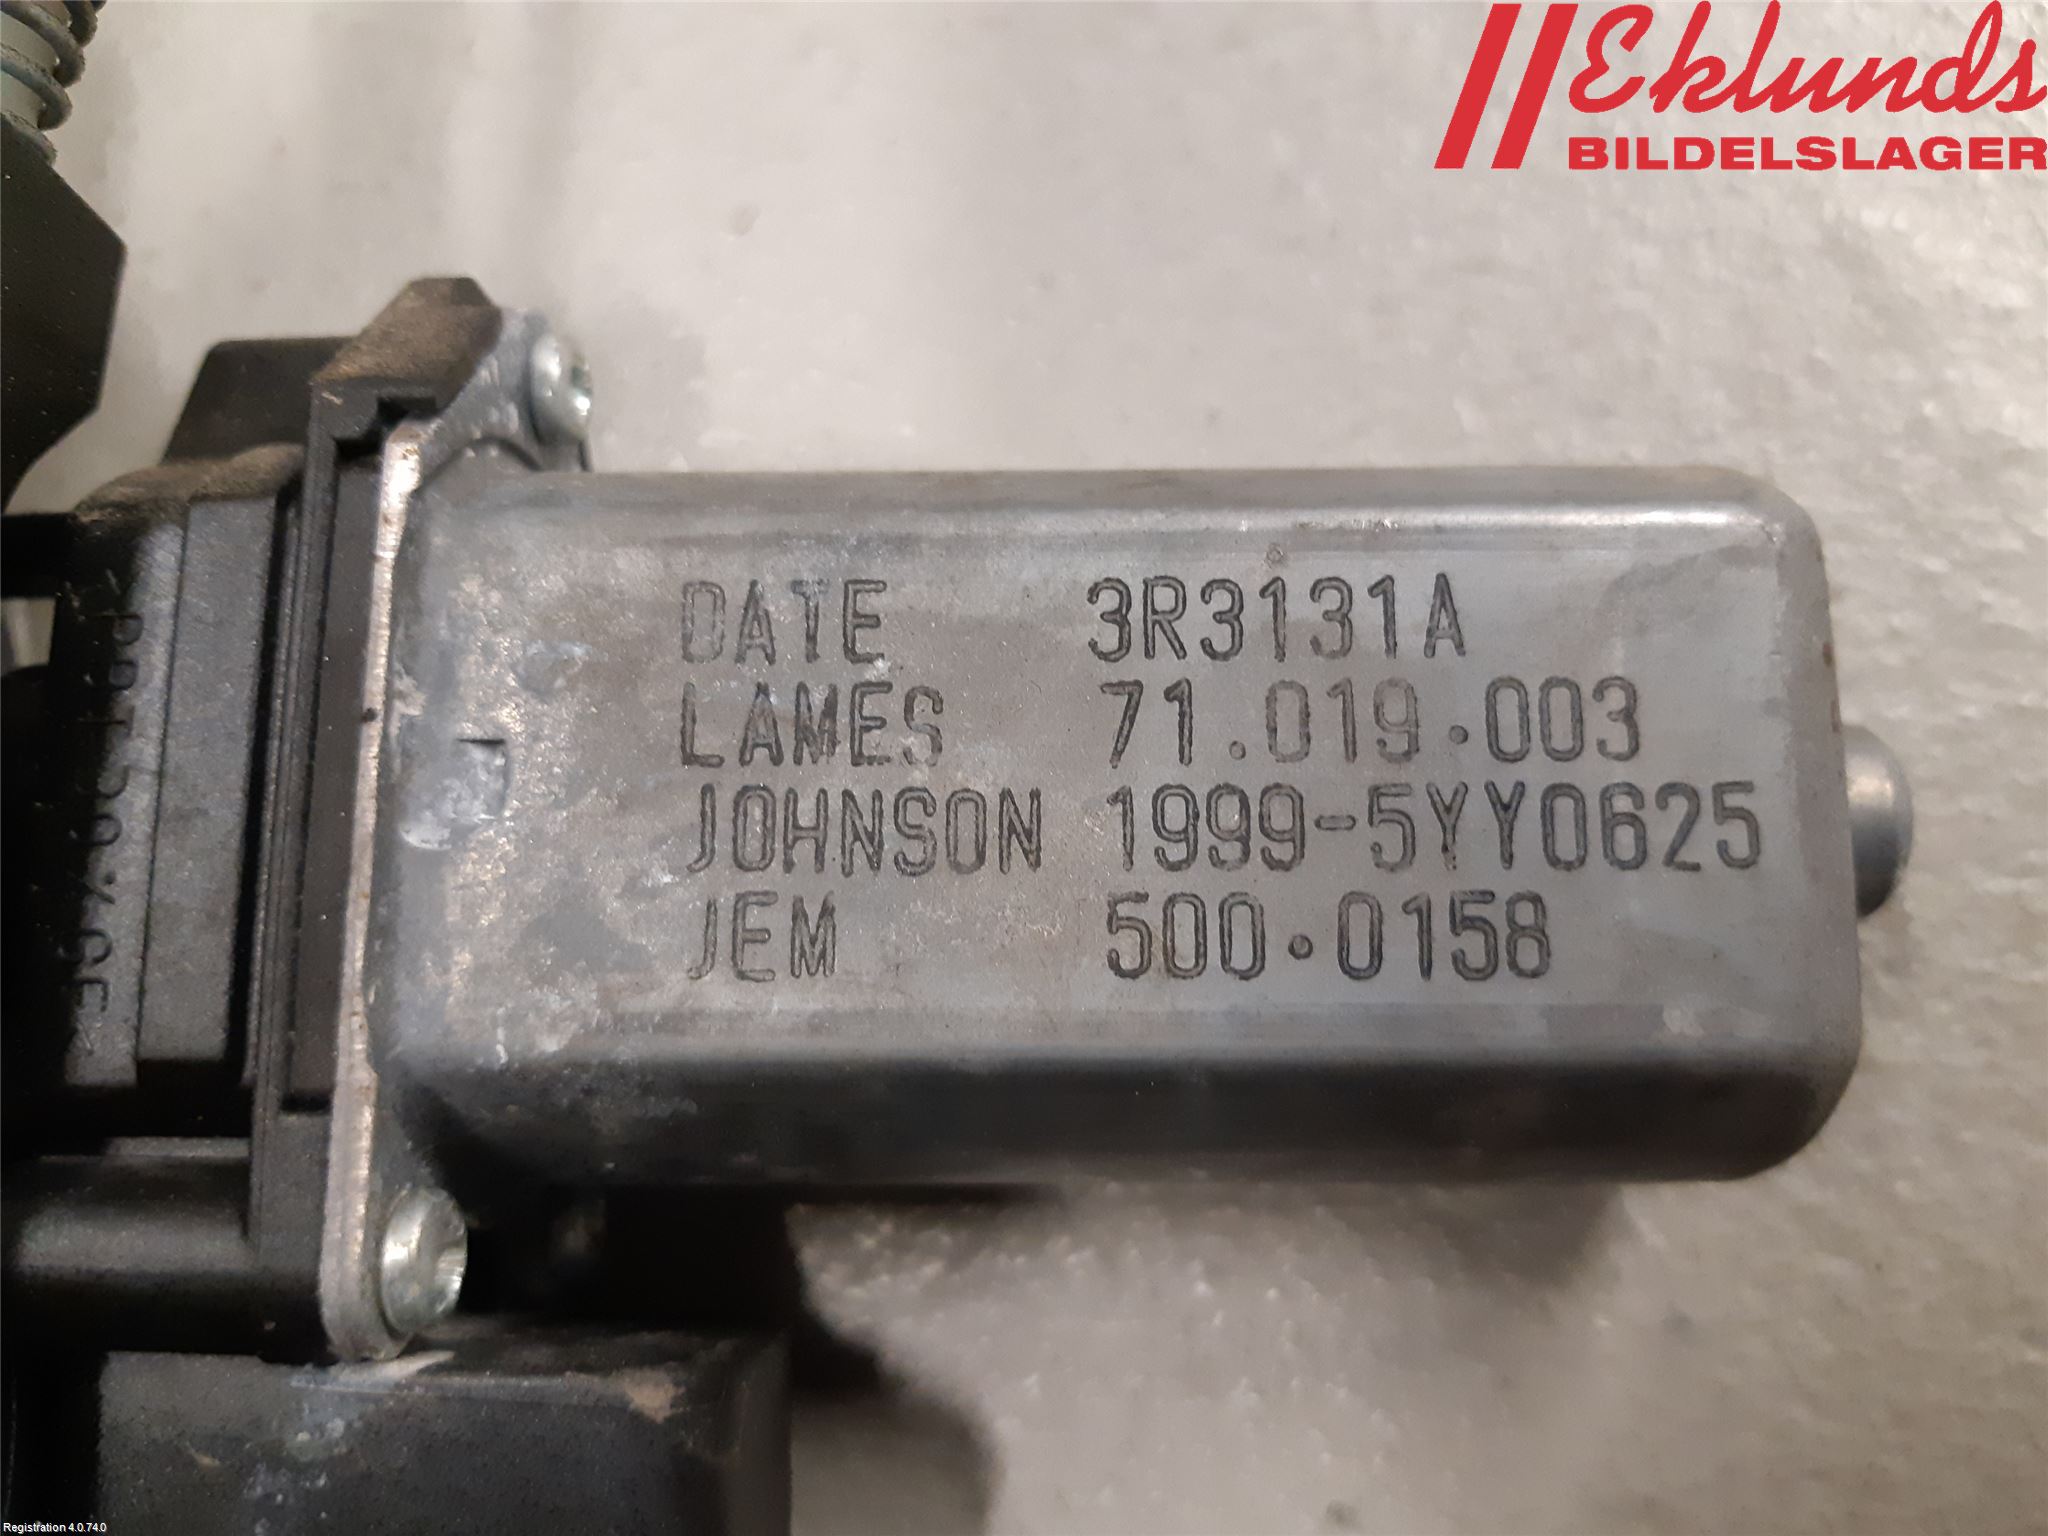 Eklunds
BILDELSLAGER
DATE 3R3131A
LAMES 71.019.003
JOHNSON 1999-5YY0625
JEM 500.0158
Registration 4.0.74.0